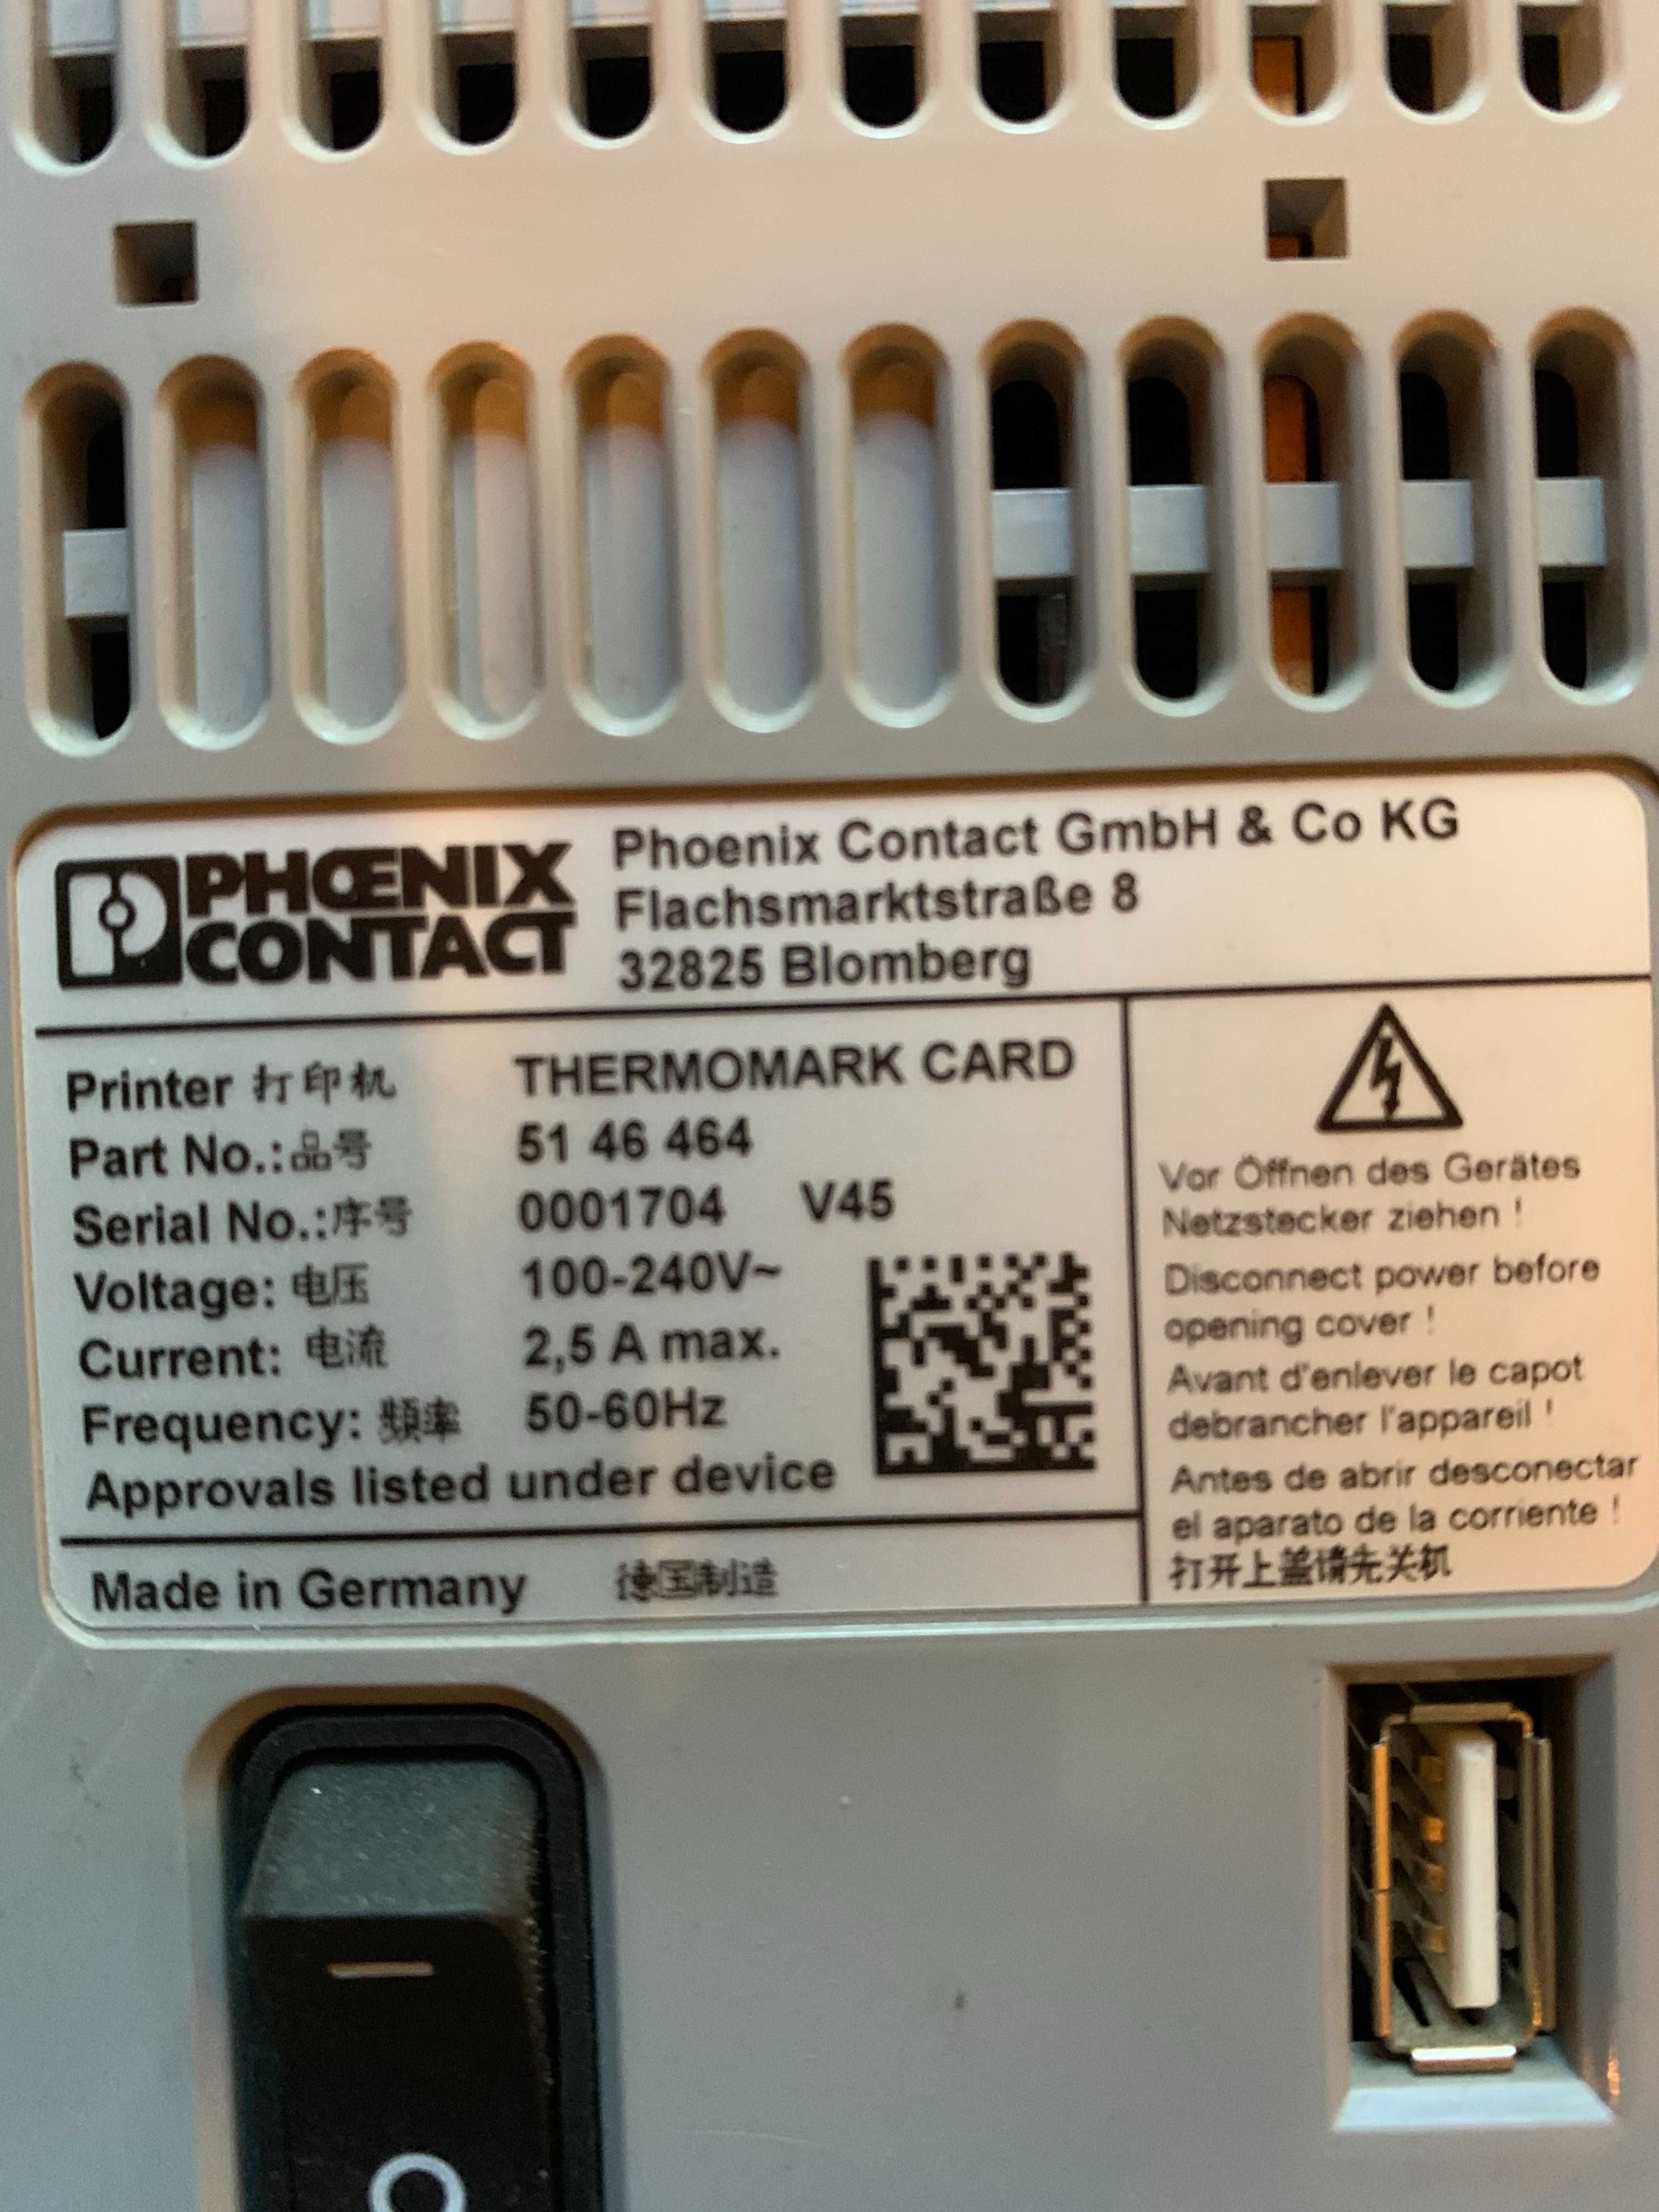 PHŒNIX
CONTACT
Phoenix Contact GmbH & Co KG
Flachsmarktstraße 8
32825 Blomberg
Printer 打印机 THERMOMARK CARD
Part No.:品号 51 46 464
Serial No.:序号 0001704 V45
Voltage: 电压 100-240V~
Current: 电流 2,5 A max.
Frequency: 頻率 50-60Hz
Approvals listed under device
Made in Germany 德国制造
Vor Öffnen des Gerätes
Netzstecker ziehen !
Disconnect power before
opening cover !
Avant d'enlever le capot
debrancher l'appareil !
Antes de abrir desconectar
el aparato de la corriente !
打开上盖请先关机